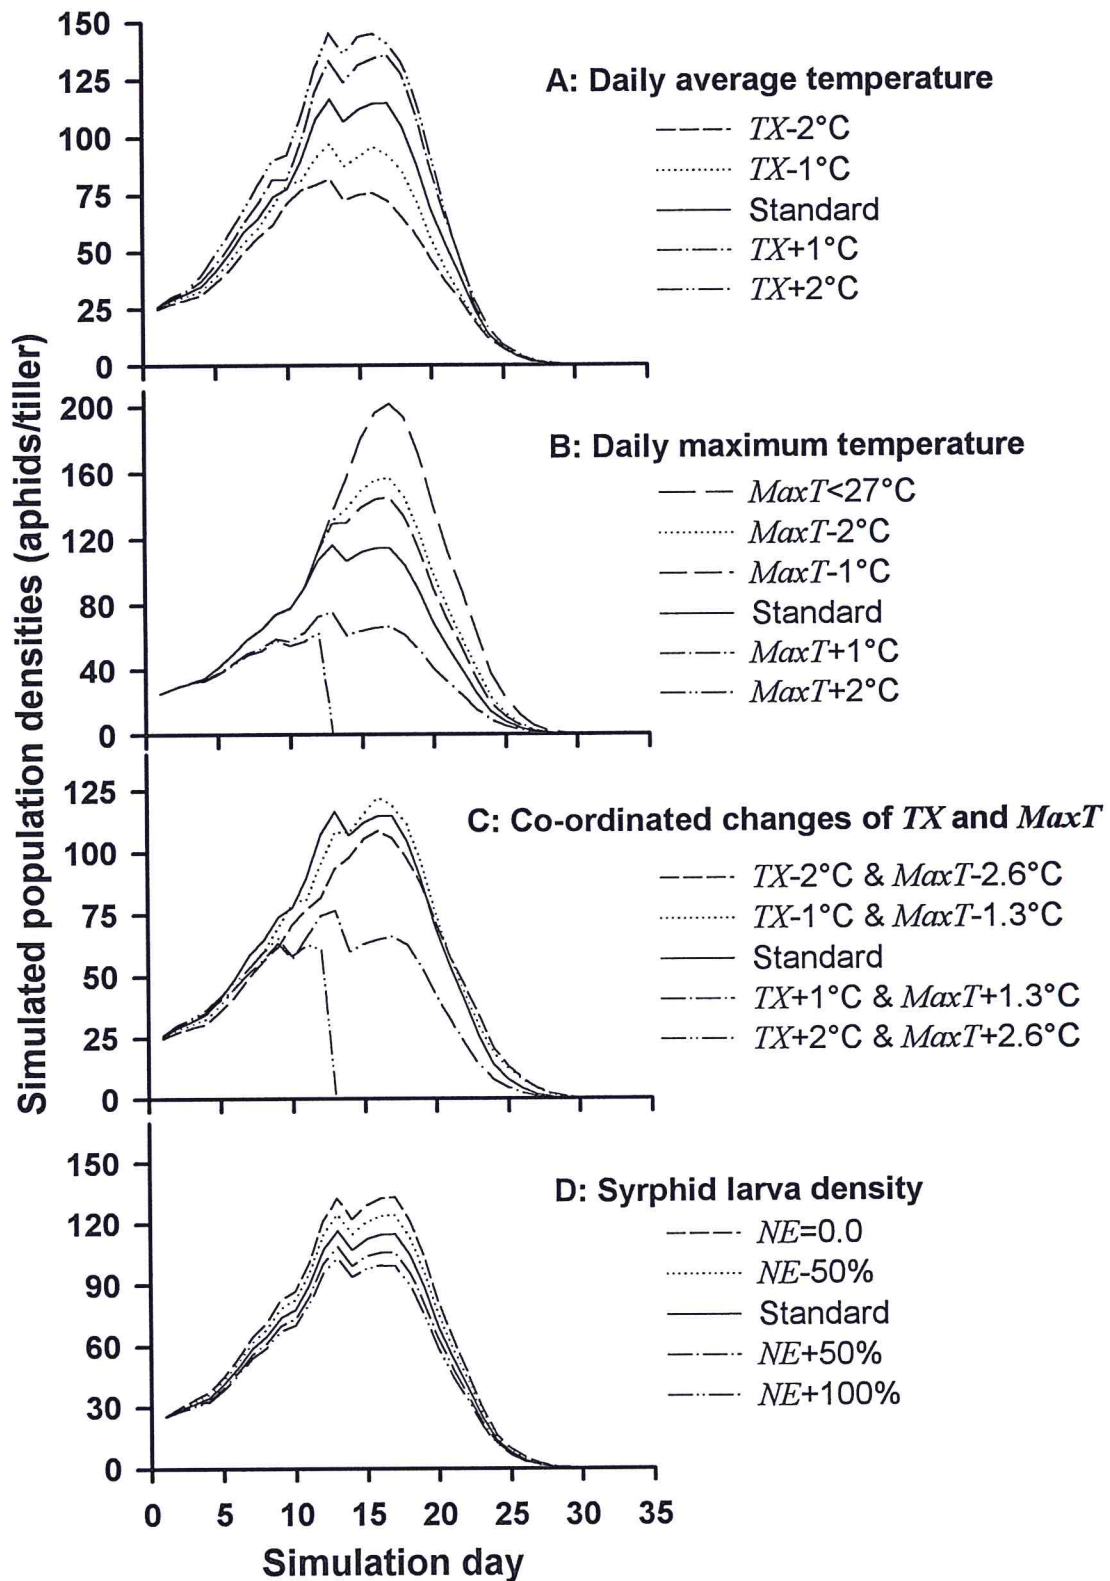 Simulated population densities (aphids/tiller)
150
125
100
75
50
25
0
A: Daily average temperature
TX-2°C
TX-1°C
Standard
TX+1°C
TX+2°C
200
160
120
80
40
0
B: Daily maximum temperature
MaxT<27°C
MaxT-2°C
MaxT-1°C
Standard
MaxT+1°C
MaxT+2°C
125
100
75
50
25
0
C: Co-ordinated changes of TX and MaxT
TX-2°C & MaxT-2.6°C
TX-1°C & MaxT-1.3°C
Standard
TX+1°C & MaxT+1.3°C
TX+2°C & MaxT+2.6°C
150
120
90
60
30
0
D: Syrphid larva density
NE=0.0
NE-50%
Standard
NE+50%
NE+100%
0 5 10 15 20 25 30 35
Simulation day